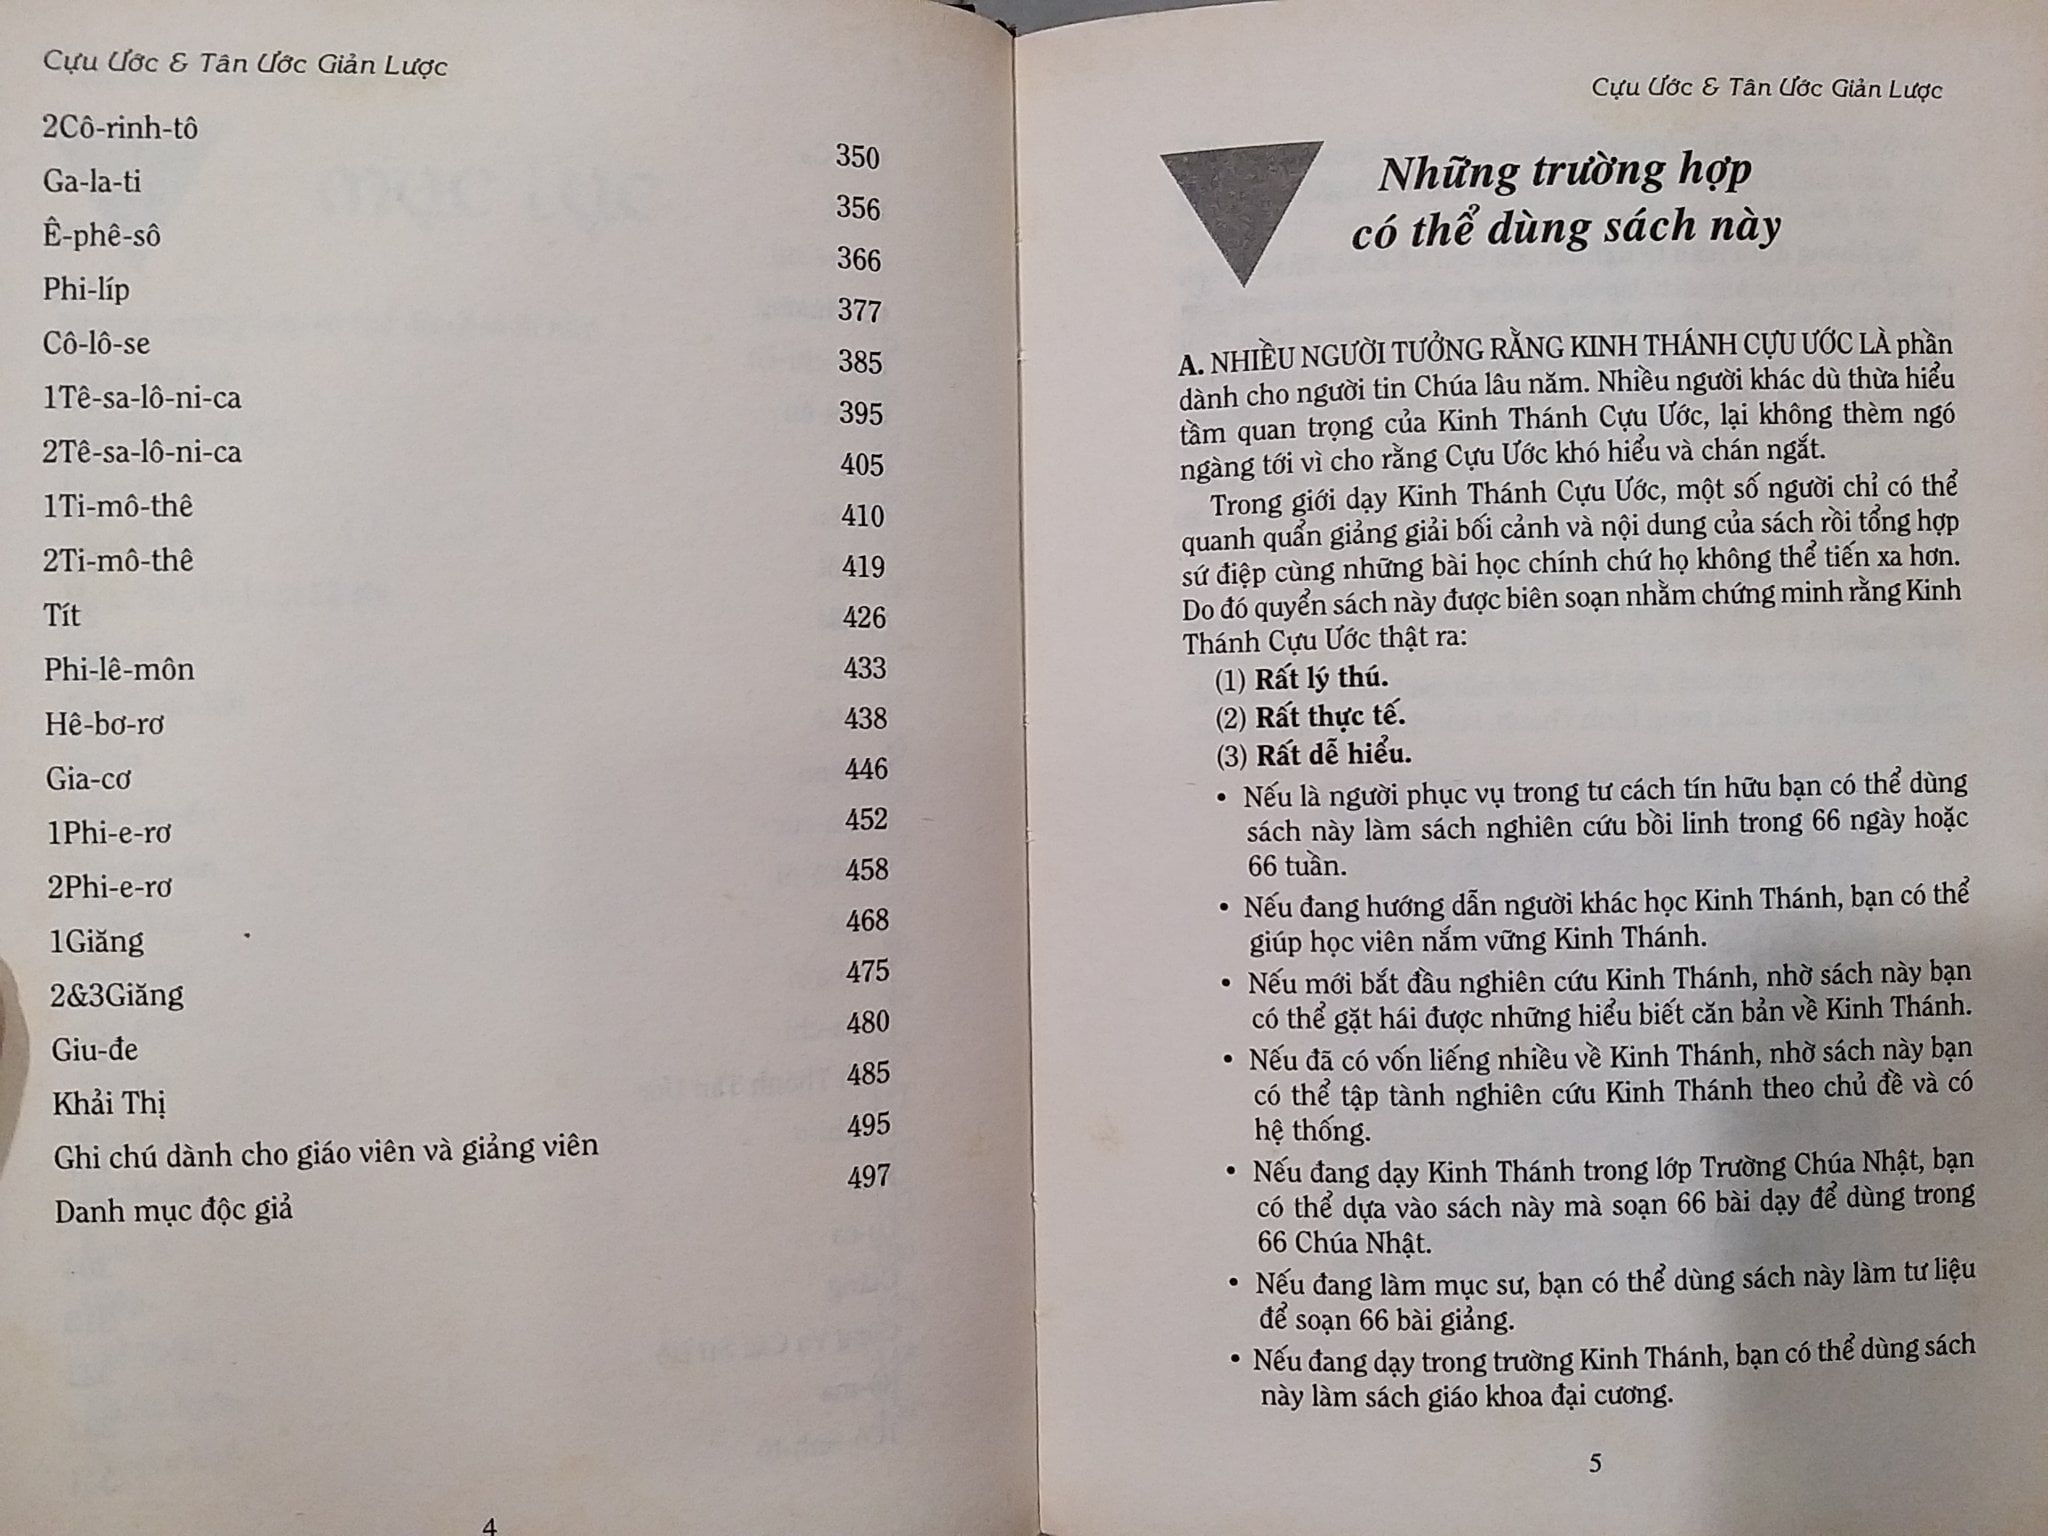 Cựu Ước & Tân Ước Giản Lược
2Cô-rinh-tô 350
Ga-la-ti 356
Ê-phê-sô 366
Phi-líp 377
Cô-lô-se 385
1Tê-sa-lô-ni-ca 395
2Tê-sa-lô-ni-ca 405
1Ti-mô-thê 410
2Ti-mô-thê 419
Tít 426
Phi-lê-môn 433
Hê-bơ-rơ 438
Gia-cơ 446
1Phi-e-rơ 452
2Phi-e-rơ 458
1Giăng 468
2&3Giăng 475
Giu-đe 480
Khải Thị 485
Ghi chú dành cho giáo viên và giảng viên 495
Danh mục độc giả 497
4
Cựu Ước & Tân Ước Giản Lược
Những trường hợp
có thể dùng sách này
A. NHIỀU NGƯỜI TƯỞNG RẰNG KINH THÁNH CỰU ƯỚC LÀ phần
dành cho người tin Chúa lâu năm. Nhiều người khác dù thừa hiểu
tầm quan trọng của Kinh Thánh Cựu Ước, lại không thèm ngó
ngàng tới vì cho rằng Cựu Ước khó hiểu và chán ngắt.
Trong giới dạy Kinh Thánh Cựu Ước, một số người chỉ có thể
quanh quẩn giảng giải bối cảnh và nội dung của sách rồi tổng hợp
sứ điệp cùng những bài học chính chứ họ không thể tiến xa hơn.
Do đó quyển sách này được biên soạn nhằm chứng minh rằng Kinh
Thánh Cựu Ước thật ra:
(1) Rất lý thú.
(2) Rất thực tế.
(3) Rất dễ hiểu.
• Nếu là người phục vụ trong tư cách tín hữu bạn có thể dùng
sách này làm sách nghiên cứu bồi linh trong 66 ngày hoặc
66 tuần.
• Nếu đang hướng dẫn người khác học Kinh Thánh, bạn có thể
giúp học viên nắm vững Kinh Thánh.
• Nếu mới bắt đầu nghiên cứu Kinh Thánh, nhờ sách này bạn
có thể gặt hái được những hiểu biết căn bản về Kinh Thánh.
• Nếu đã có vốn liếng nhiều về Kinh Thánh, nhờ sách này bạn
có thể tập tành nghiên cứu Kinh Thánh theo chủ đề và có
hệ thống.
• Nếu đang dạy Kinh Thánh trong lớp Trường Chúa Nhật, bạn
có thể dựa vào sách này mà soạn 66 bài dạy để dùng trong
66 Chúa Nhật.
• Nếu đang làm mục sư, bạn có thể dùng sách này làm tư liệu
để soạn 66 bài giảng.
• Nếu đang dạy trong trường Kinh Thánh, bạn có thể dùng sách
này làm sách giáo khoa đại cương.
5